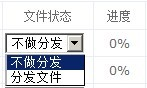 文件状态 进度
不做分发 0%
不做分发
分发文件 0%